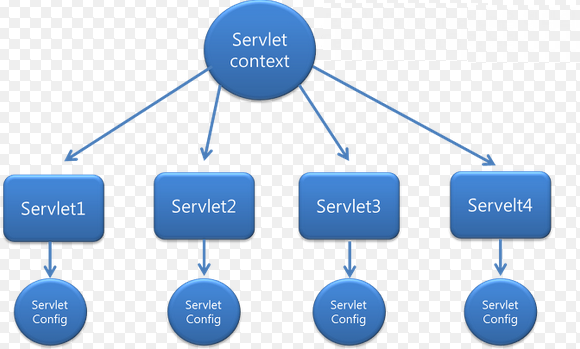 Servlet
context
Servlet1
Servlet2
Servlet3
Servelt4
Servlet
Config
Servlet
Config
Servlet
Config
Servlet
Config